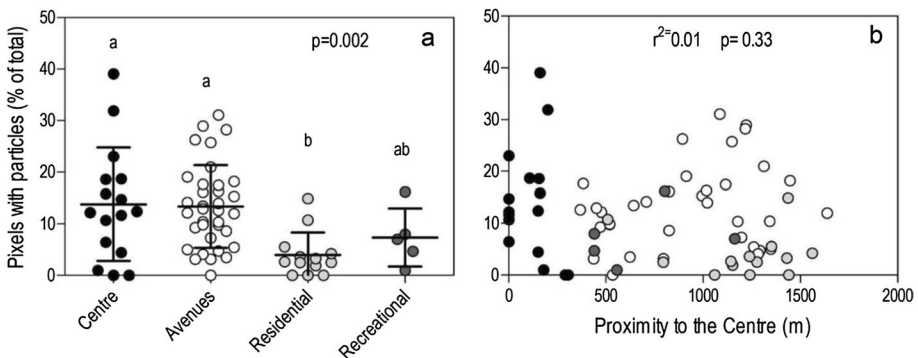 Pixels with particles (% of total)
50
40
30
20
10
0
a
a
b
ab
p=0.002
a
Centre
Avenues
Residential
Recreational
50
40
30
20
10
0
r2=0.01 p= 0.33
b
0 500 1000 1500 2000
Proximity to the Centre (m)